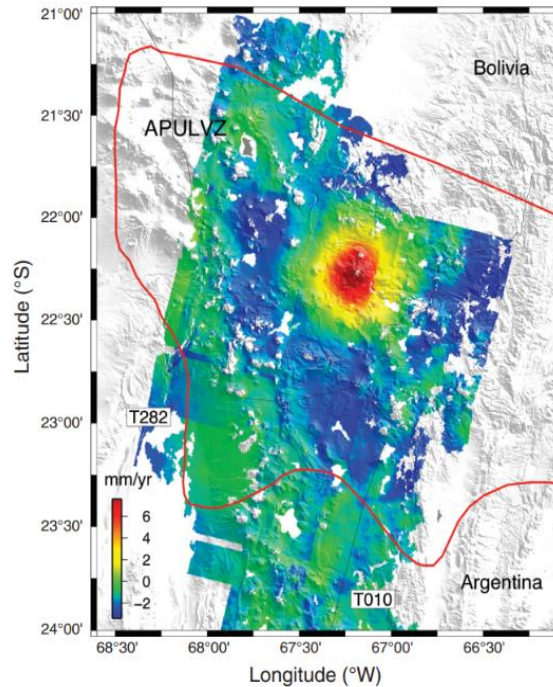 21°00'
Bolivia
21°30'
APULVZ
22°00'
Latitude (°S)
22°30'
23°00'
T282
mm/yr
6
4
2
0
−2
23°30'
Argentina
T010
24°00'
68°30' 68°00' 67°30' 67°00' 66°30'
Longitude (°W)